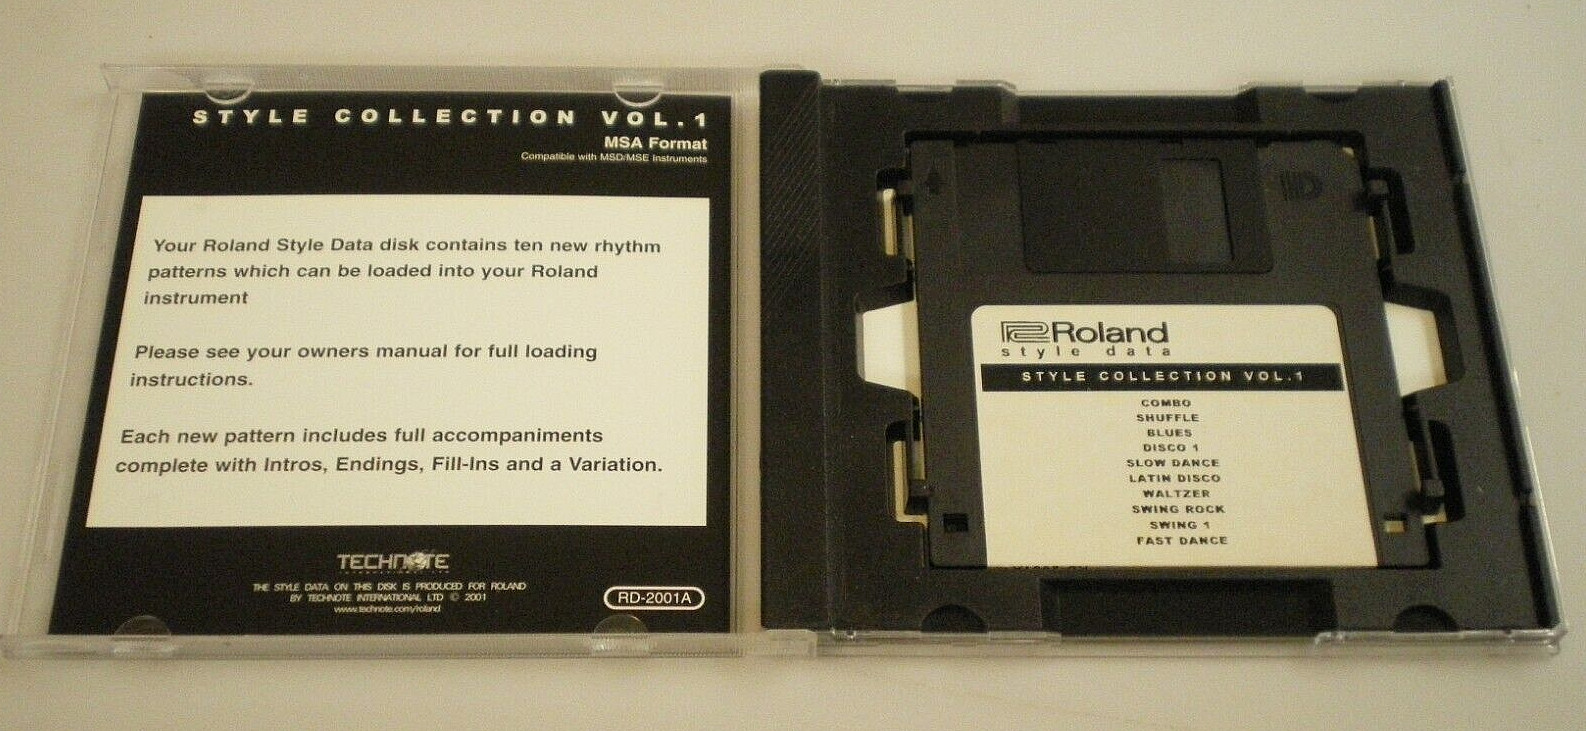 STYLE COLLECTION VOL.1
MSA Format
Compatible with MSD/MSE Instruments
Your Roland Style Data disk contains ten new rhythm
patterns which can be loaded into your Roland
instrument
Please see your owners manual for full loading
instructions.
Each new pattern includes full accompaniments
complete with Intros, Endings, Fill-Ins and a Variation.
TECHNOTE
THE STYLE DATA ON THIS DISK IS PRODUCED FOR ROLAND
BY TECHNOTE INTERNATIONAL LTD © 2001
www.technote.com/roland
RD-2001A
Roland
style data
STYLE COLLECTION VOL.1
COMBO
SHUFFLE
BLUES
DISCO 1
SLOW DANCE
LATIN DISCO
WALTZER
SWING ROCK
SWING 1
FAST DANCE